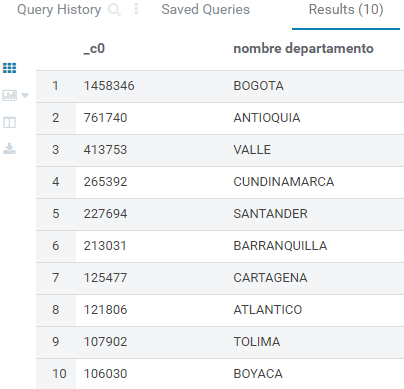 Query History Saved Queries Results (10)
_c0 nombre departamento
1 1458346 BOGOTA
2 761740 ANTIOQUIA
3 413753 VALLE
4 265392 CUNDINAMARCA
5 227694 SANTANDER
6 213031 BARRANQUILLA
7 125477 CARTAGENA
8 121806 ATLANTICO
9 107902 TOLIMA
10 106030 BOYACA